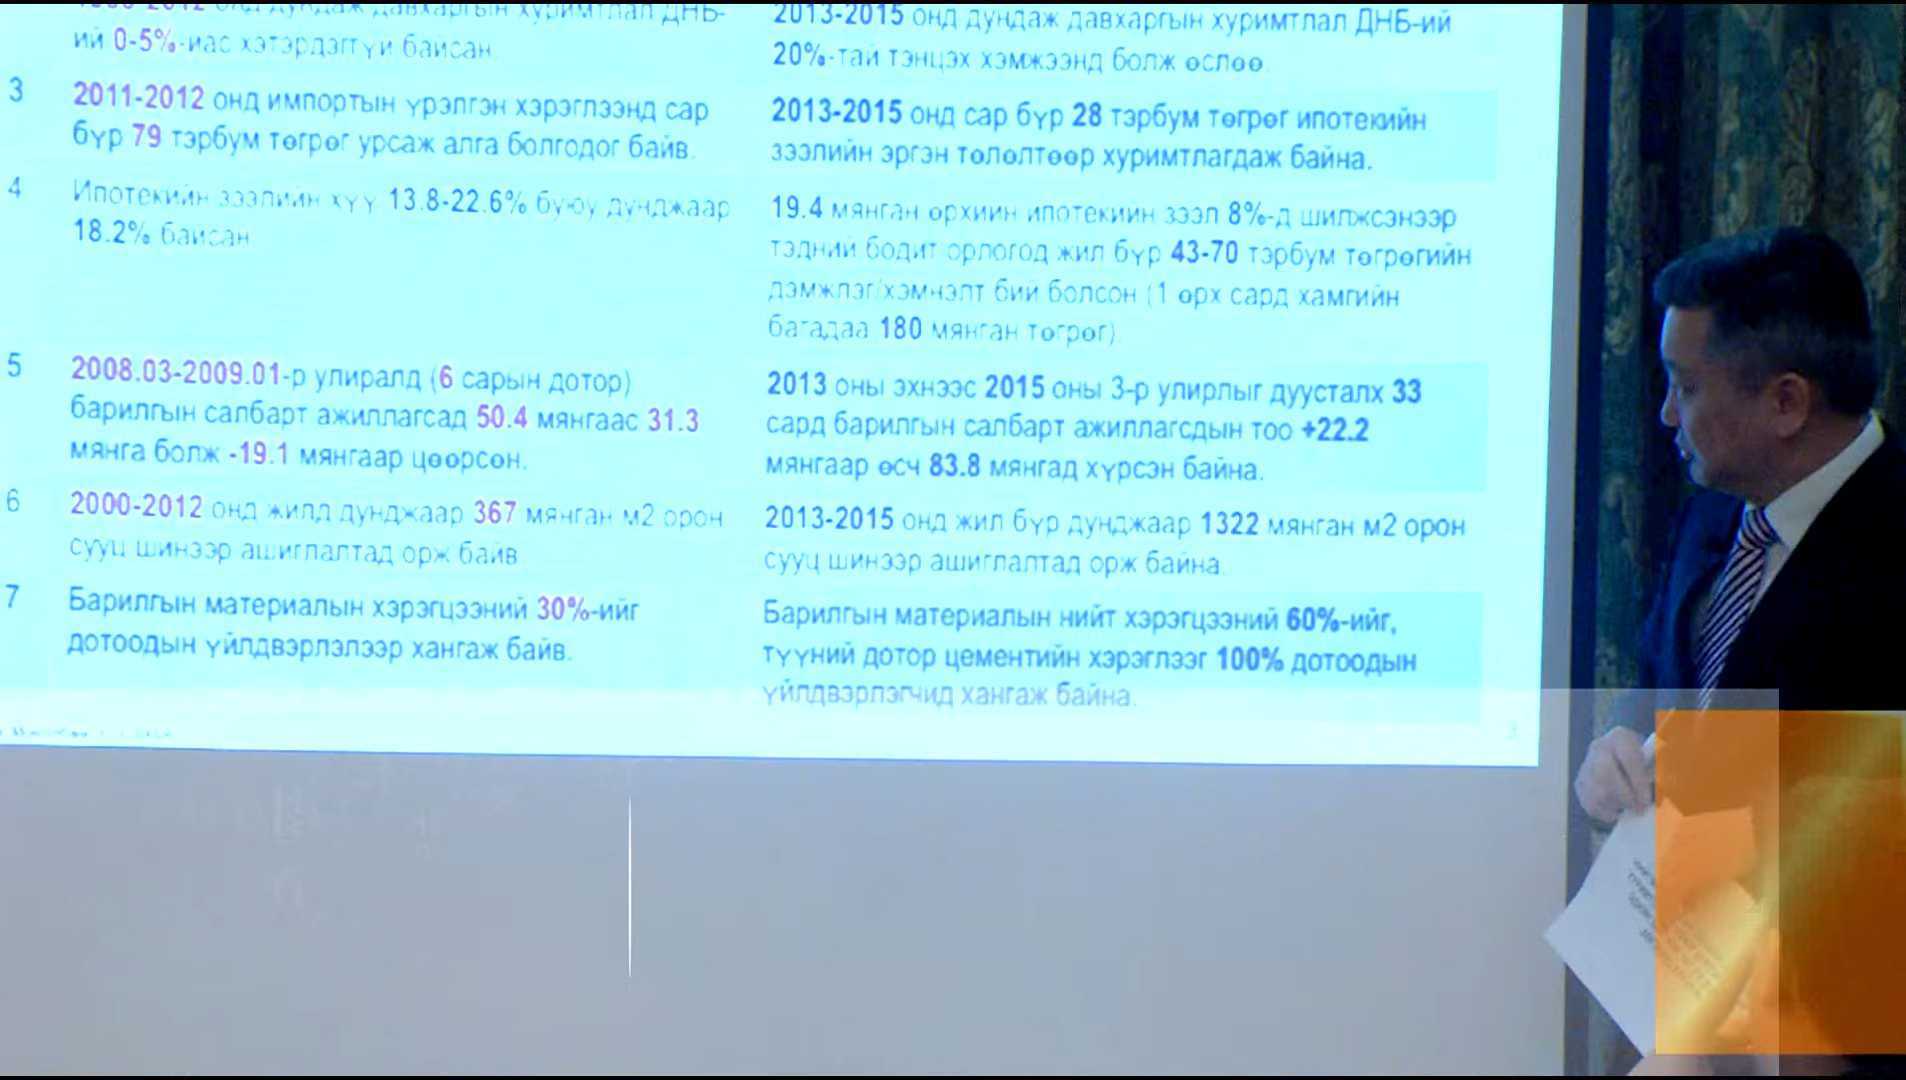 1990-2012 онд дундаж давхаргын хуримтлал ДНБ-
ий 0-5%-иас хэтэрдэггүй байсан
2013-2015 онд дундаж давхаргын хуримтлал ДНБ-ий
20%-тай тэнцэх хэмжээнд болж өслөө.
3
2011-2012 онд импортын үрэлгэн хэрэглээнд сар
бүр 79 тэрбум төгрөг урсаж алга болгодог байв.
2013-2015 онд сар бүр 28 тэрбум төгрөг ипотекийн
зээлийн эргэн төлөлтөөр хуримтлагдаж байна.
4
Ипотекийн зээлийн хүү 13.8-22.6% буюу дунджаар
18.2% байсан
19.4 мянган өрхийн ипотекийн зээл 8%-д шилжсэнээр
тэдний бодит орлогод жил бүр 43-70 тэрбум төгрөгийн
дэмжлэг/хэмнэлт бий болсон (1 өрх сард хамгийн
багадаа 180 мянган төгрөг).
5
2008.03-2009.01-р улиралд (6 сарын дотор)
барилгын салбарт ажиллагсад 50.4 мянгаас 31.3
мянга болж -19.1 мянгаар цөөрсөн.
2013 оны эхнээс 2015 оны 3-р улирлыг дуусталх 33
сард барилгын салбарт ажиллагсдын тоо +22.2
мянгаар өсч 83.8 мянгад хүрсэн байна.
6
2000-2012 онд жилд дунджаар 367 мянган м2 орон
сууц шинээр ашиглалтад орж байв
2013-2015 онд жил бүр дунджаар 1322 мянган м2 орон
сууц шинээр ашиглалтад орж байна.
7
Барилгын материалын хэрэгцээний 30%-ийг
дотоодын үйлдвэрлэлээр хангаж байв.
Барилгын материалын нийт хэрэгцээний 60%-ийг,
түүний дотор цементийн хэрэглээг 100% дотоодын
үйлдвэрлэгчид хангаж байна.
3